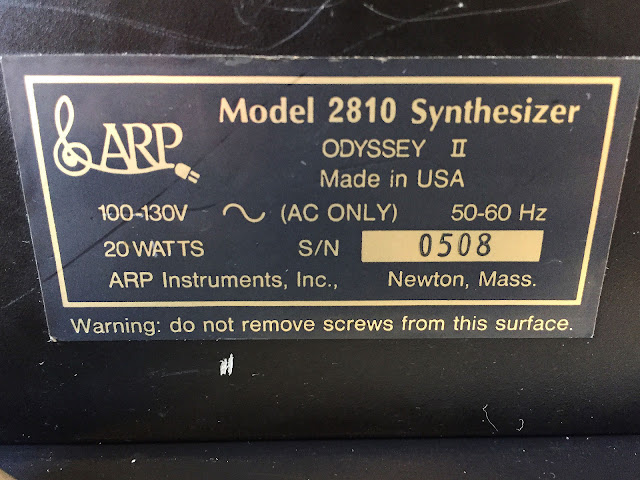 ARP
Model 2810 Synthesizer
ODYSSEY II
Made in USA
100-130V ~ (AC ONLY) 50-60 Hz
20 WATTS S/N 0508
ARP Instruments, Inc., Newton, Mass.
Warning: do not remove screws from this surface.